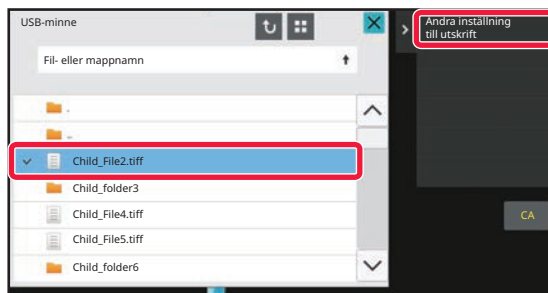 USB-minne
Fil- eller mappnamn
.
..
Child_File2.tiff
Child_folder3
Child_File4.tiff
Child_File5.tiff
Child_folder6
Ändra inställning
till utskrift
CA